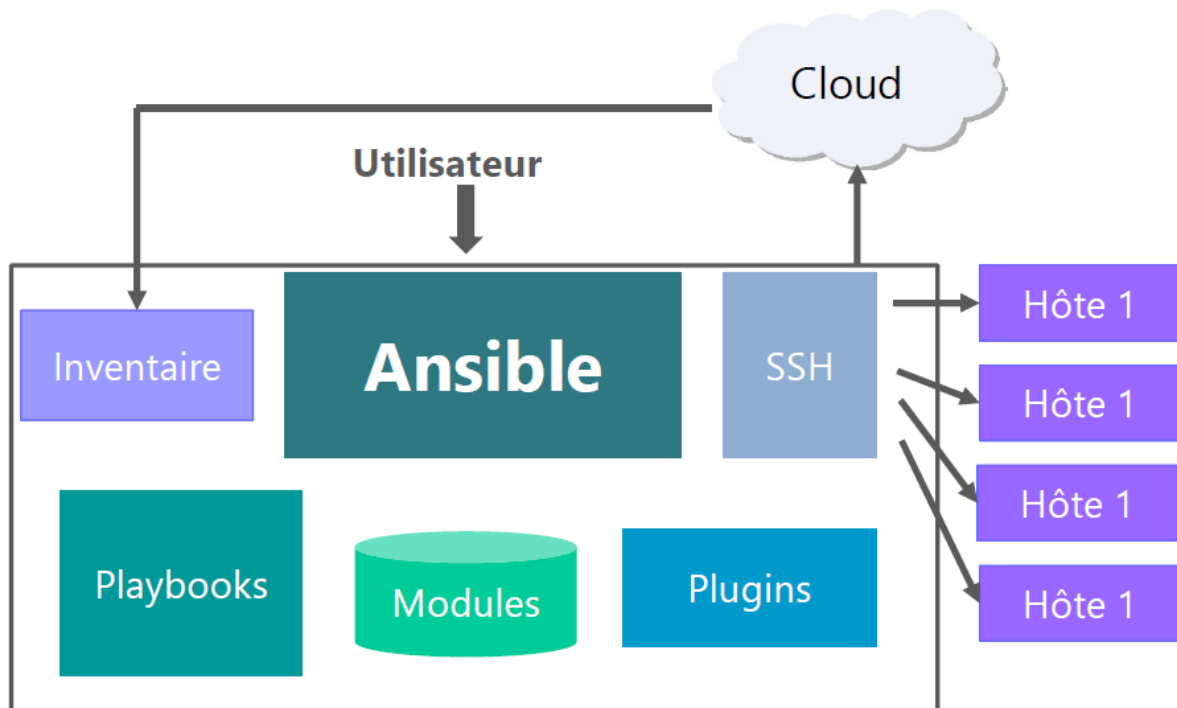 Cloud
Utilisateur
Inventaire
Ansible
SSH
Hôte 1
Hôte 1
Hôte 1
Hôte 1
Playbooks
Modules
Plugins